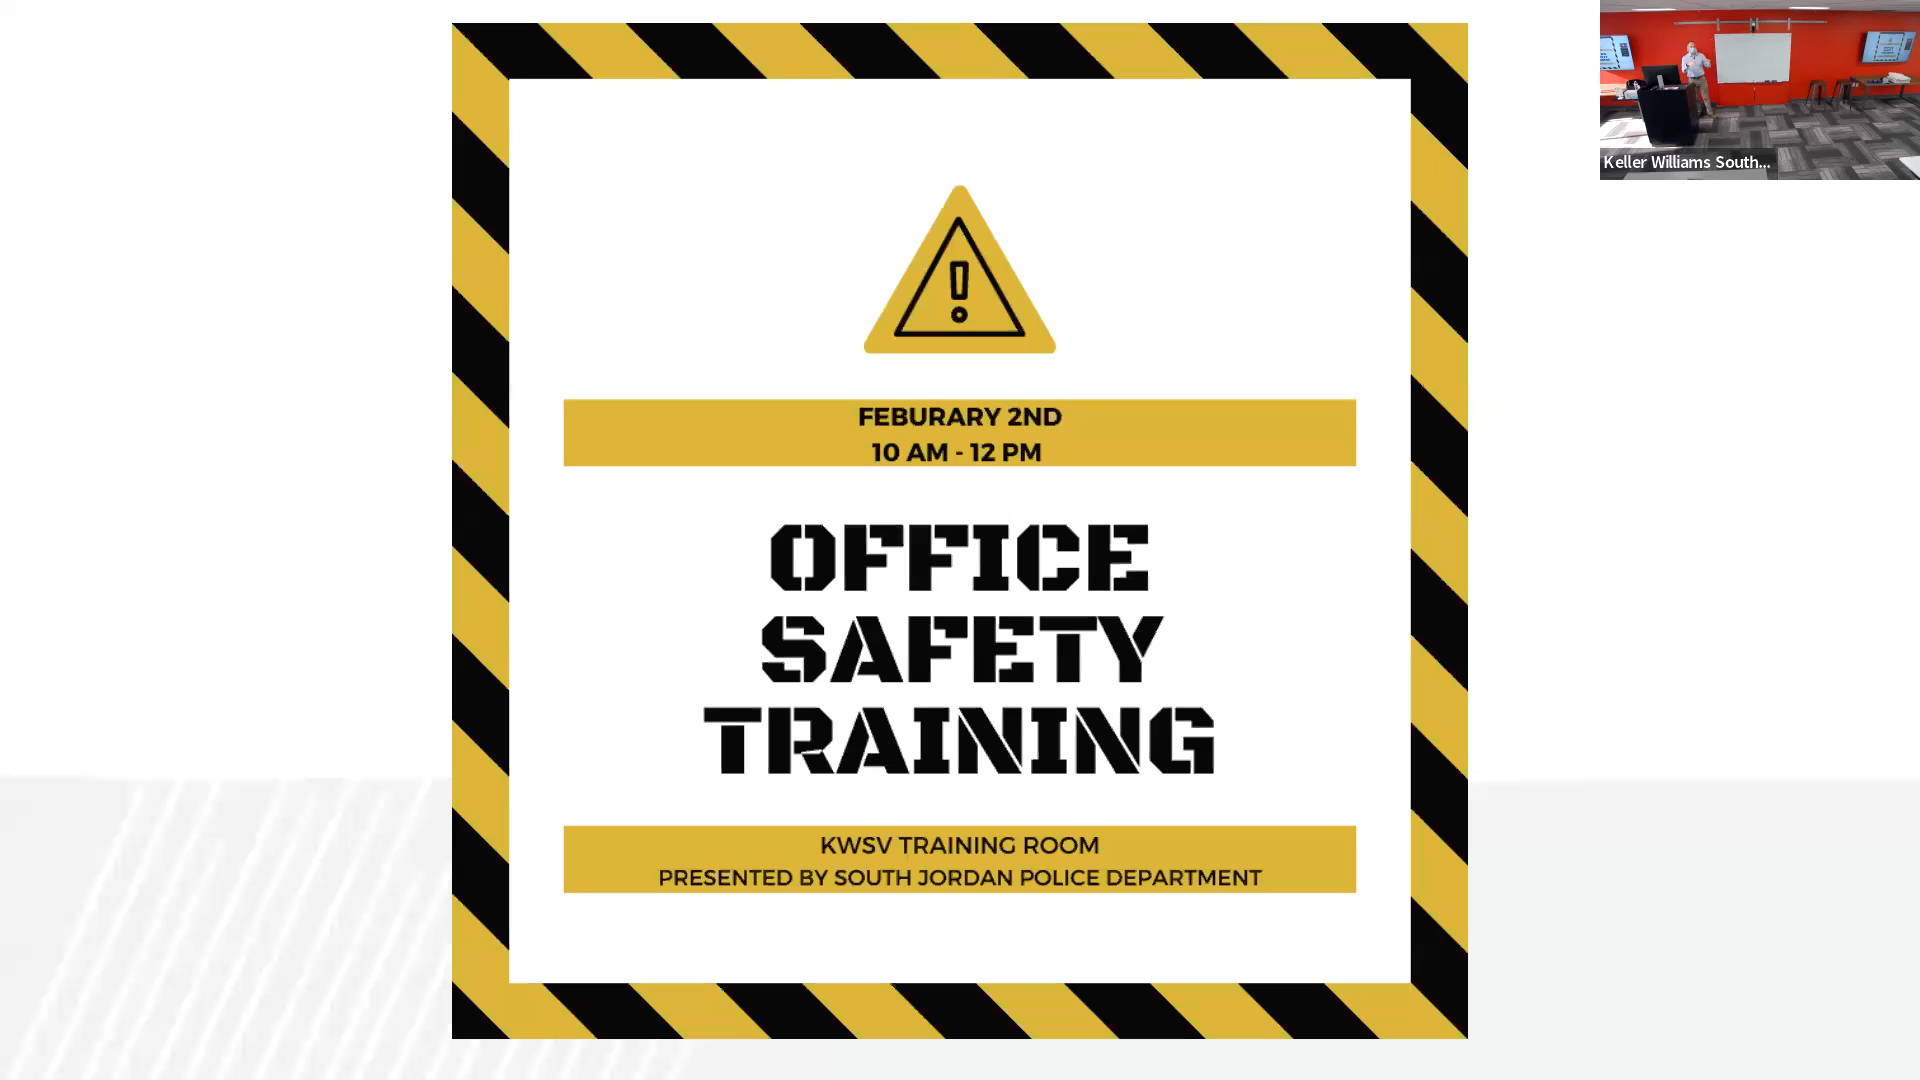 FEBURARY 2ND
10 AM - 12 PM
OFFICE
SAFETY
TRAINING
KWSV TRAINING ROOM
PRESENTED BY SOUTH JORDAN POLICE DEPARTMENT
Keller Williams South...